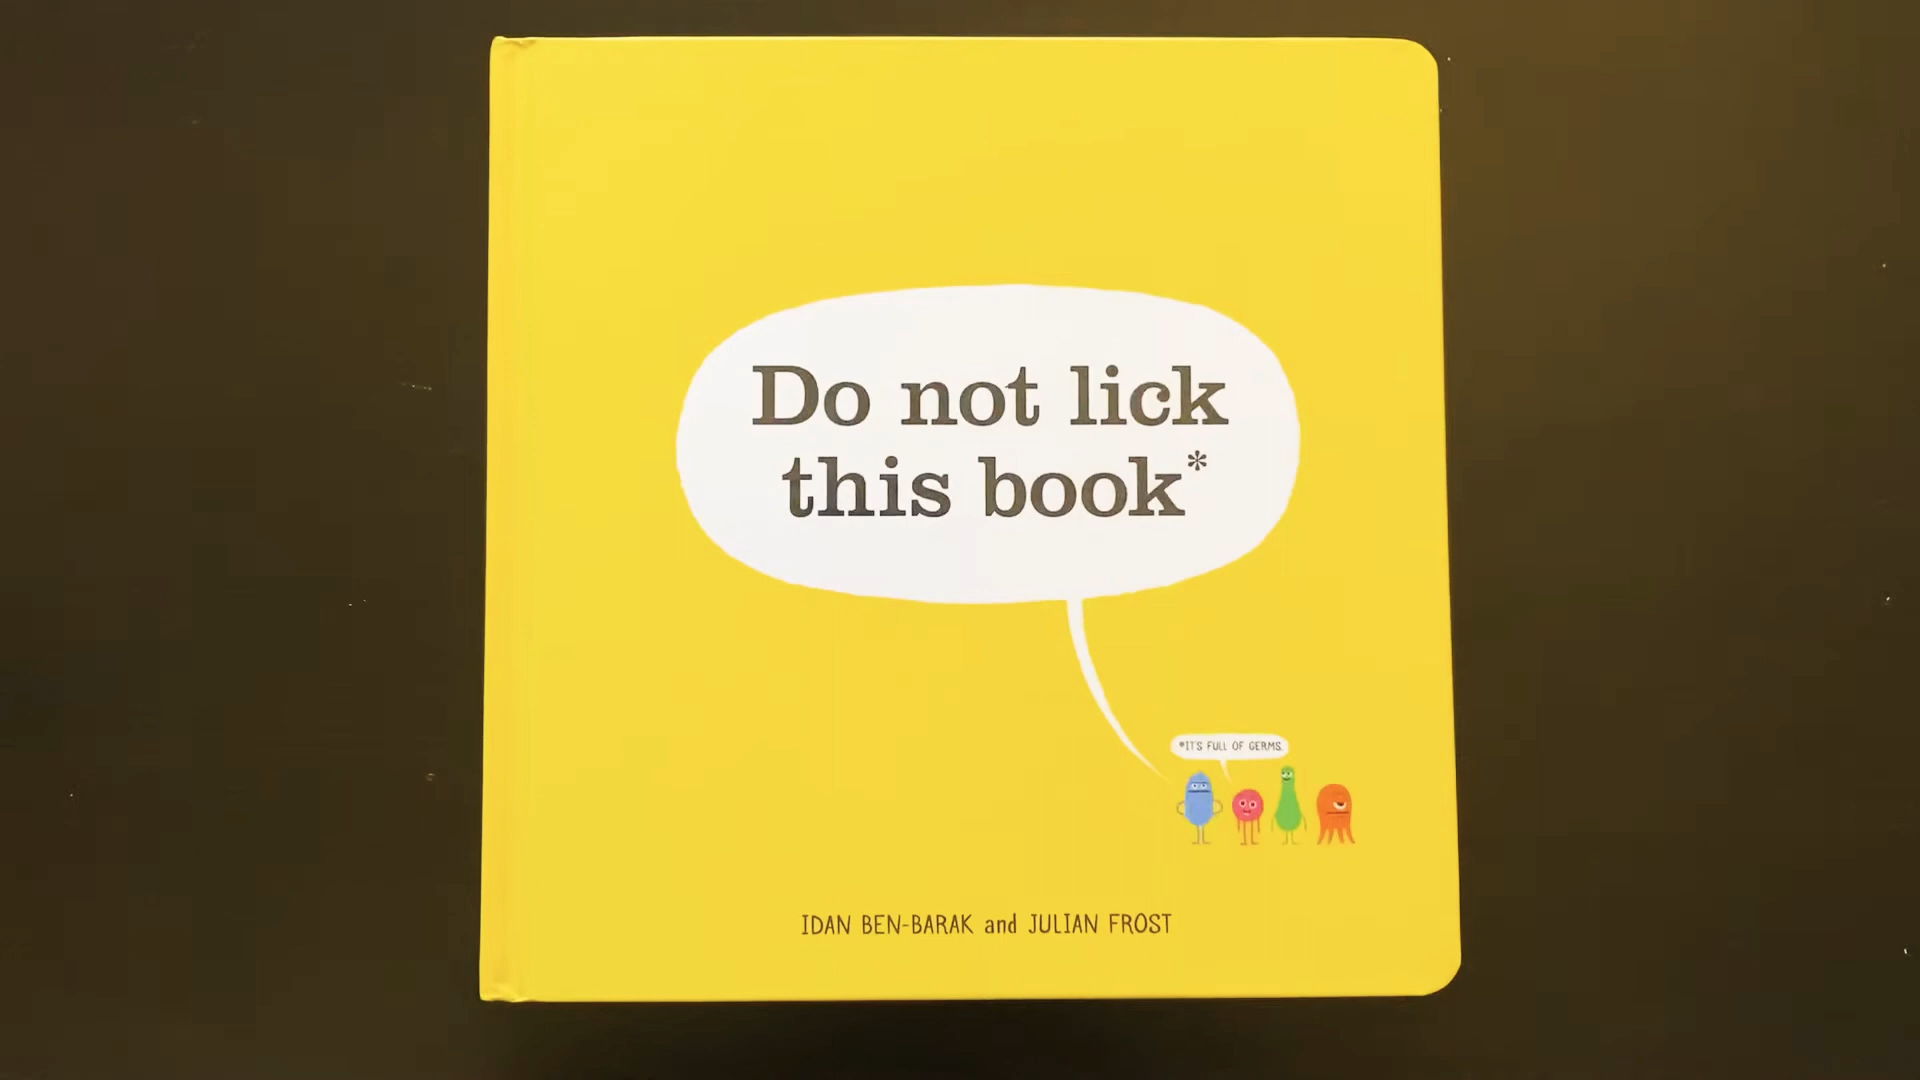 Do not lick
this book*
*IT'S FULL OF GERMS.
IDAN BEN-BARAK and JULIAN FROST